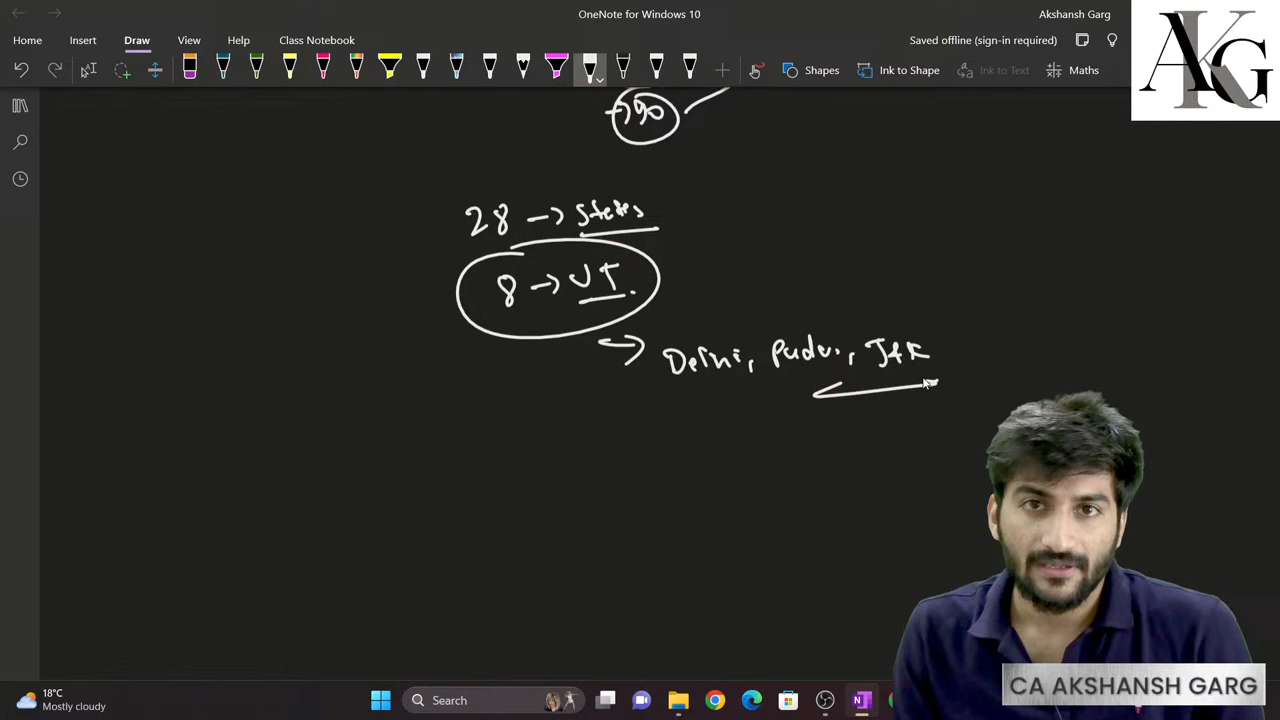 OneNote for Windows 10
Akshansh Garg
Home Insert Draw View Help Class Notebook
Saved offline (sign-in required)
Shapes Ink to Shape Ink to Text Maths
AKG
28 → States
8 → UT.
Delhi, Pudu., J&K
CA AKSHANSH GARG
18°C
Mostly cloudy
Search